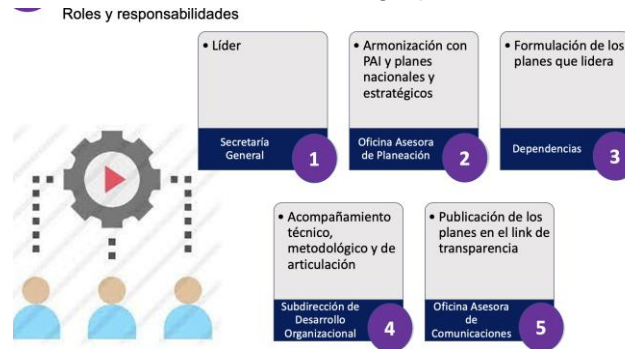 Roles y responsabilidades
• Líder
Secretaría
General
1
• Armonización con
PAI y planes
nacionales y
estratégicos
Oficina Asesora
de Planeación
2
• Formulación de los
planes que lidera
Dependencias
3
• Acompañamiento
técnico,
metodológico y de
articulación
Subdirección de
Desarrollo
Organizacional
4
• Publicación de los
planes en el link de
transparencia
Oficina Asesora
de
Comunicaciones
5